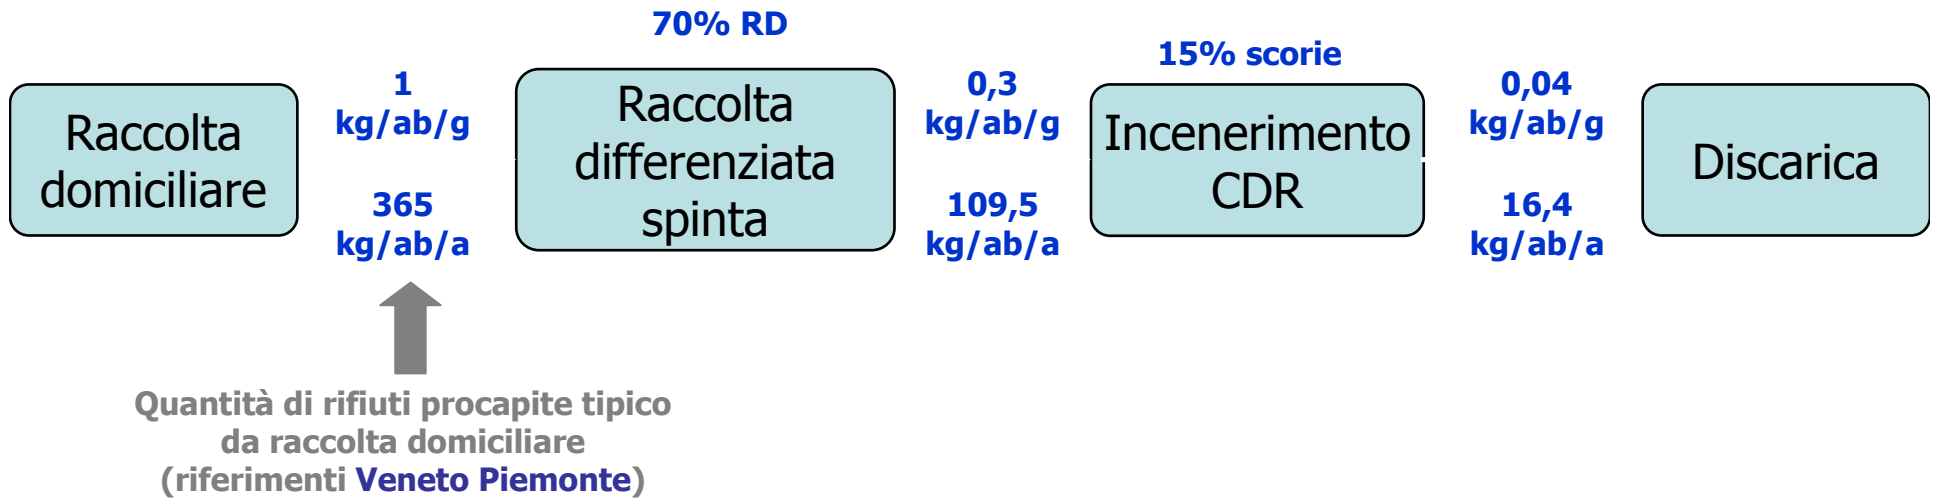 70% RD
15% scorie
Raccolta
domiciliare
1
kg/ab/g
365
kg/ab/a
Raccolta
differenziata
spinta
0,3
kg/ab/g
109,5
kg/ab/a
Incenerimento
CDR
0,04
kg/ab/g
16,4
kg/ab/a
Discarica
Quantità di rifiuti procapite tipico
da raccolta domiciliare
(riferimenti Veneto Piemonte)